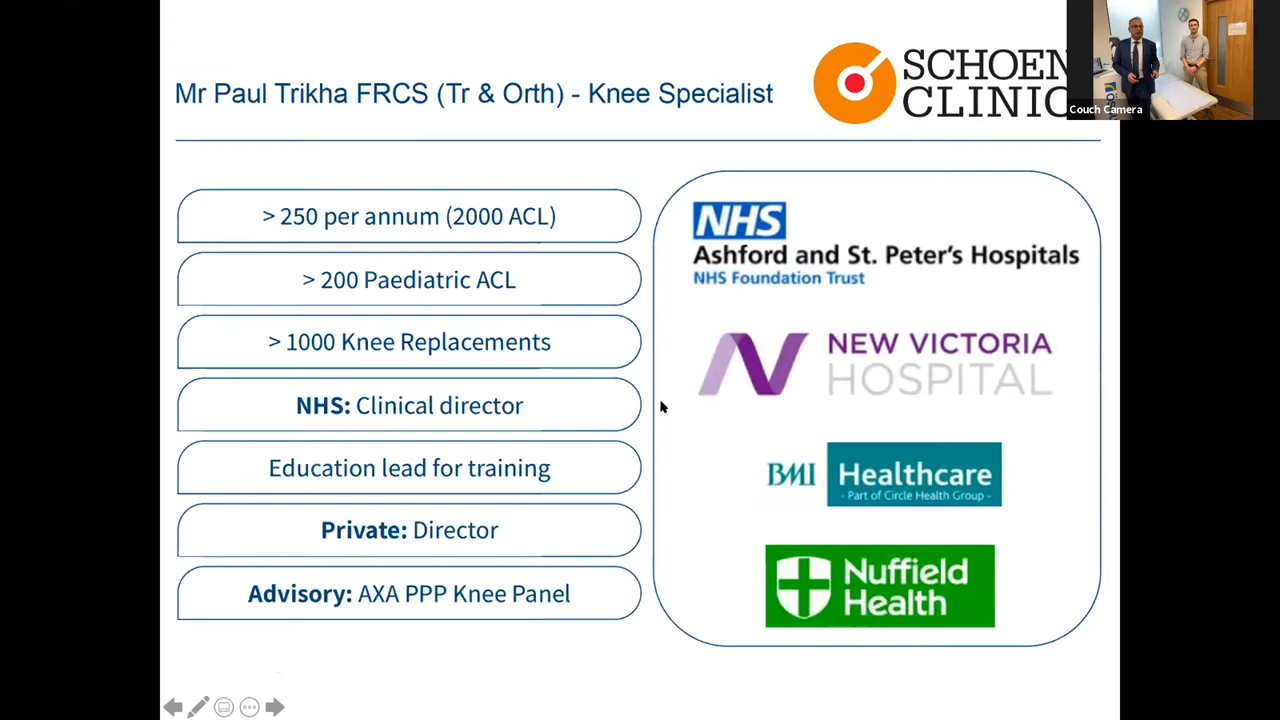 Mr Paul Trikha FRCS (Tr & Orth) - Knee Specialist
SCHOEN
CLINIC
Couch Camera
> 250 per annum (2000 ACL)
> 200 Paediatric ACL
> 1000 Knee Replacements
NHS: Clinical director
Education lead for training
Private: Director
Advisory: AXA PPP Knee Panel
NHS
Ashford and St. Peter's Hospitals
NHS Foundation Trust
NEW VICTORIA
HOSPITAL
BMI Healthcare
- Part of Circle Health Group -
Nuffield
Health